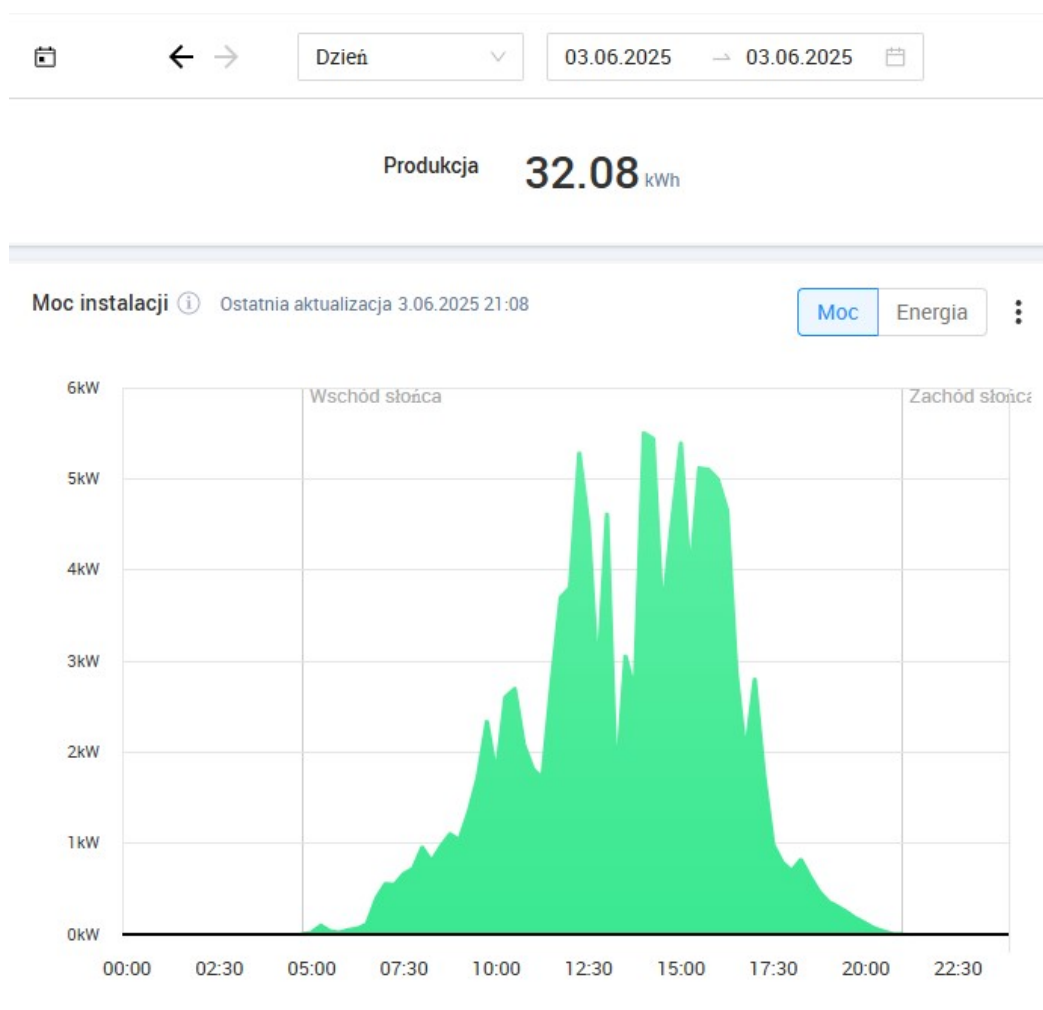 Dzień 03.06.2025 → 03.06.2025
Produkcja 32.08 kWh
Moc instalacji i Ostatnia aktualizacja 3.06.2025 21:08 Moc Energia
6kW Wschód słońca Zachód słońca
5kW
4kW
3kW
2kW
1kW
0kW
00:00 02:30 05:00 07:30 10:00 12:30 15:00 17:30 20:00 22:30